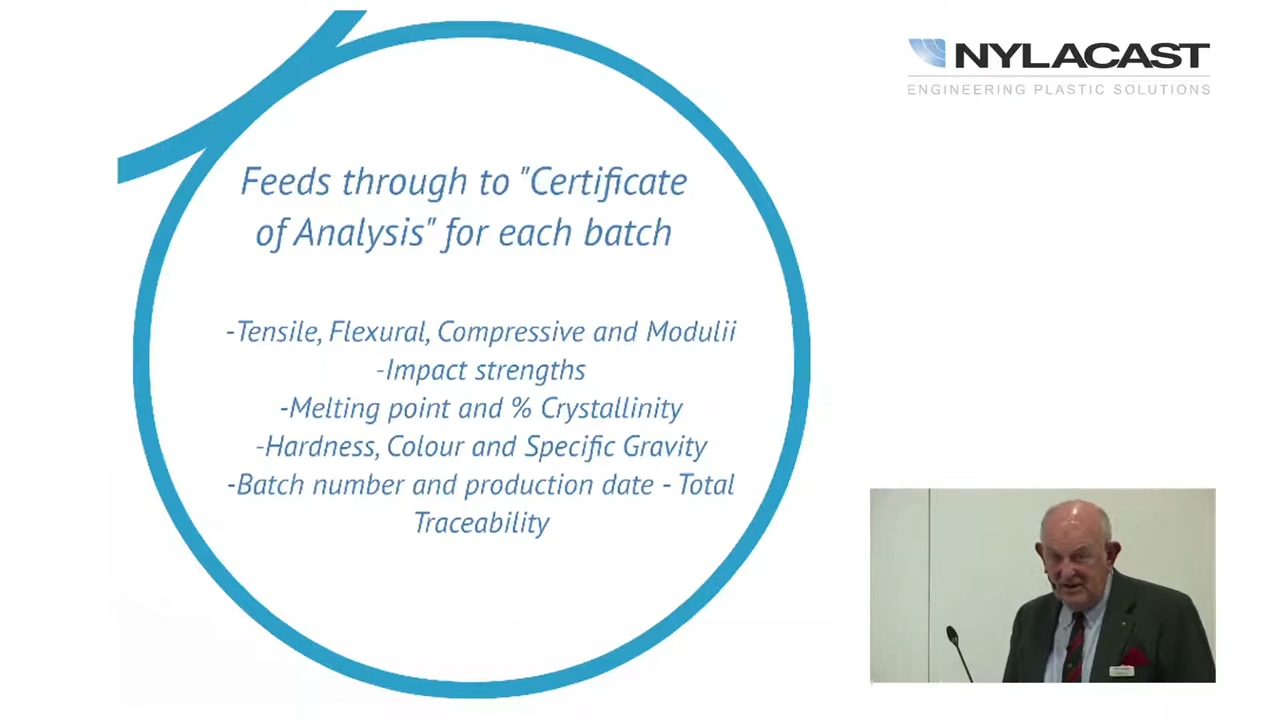 NYLACAST
ENGINEERING PLASTIC SOLUTIONS
Feeds through to "Certificate
of Analysis" for each batch
-Tensile, Flexural, Compressive and Modulii
-Impact strengths
-Melting point and % Crystallinity
-Hardness, Colour and Specific Gravity
-Batch number and production date - Total
Traceability